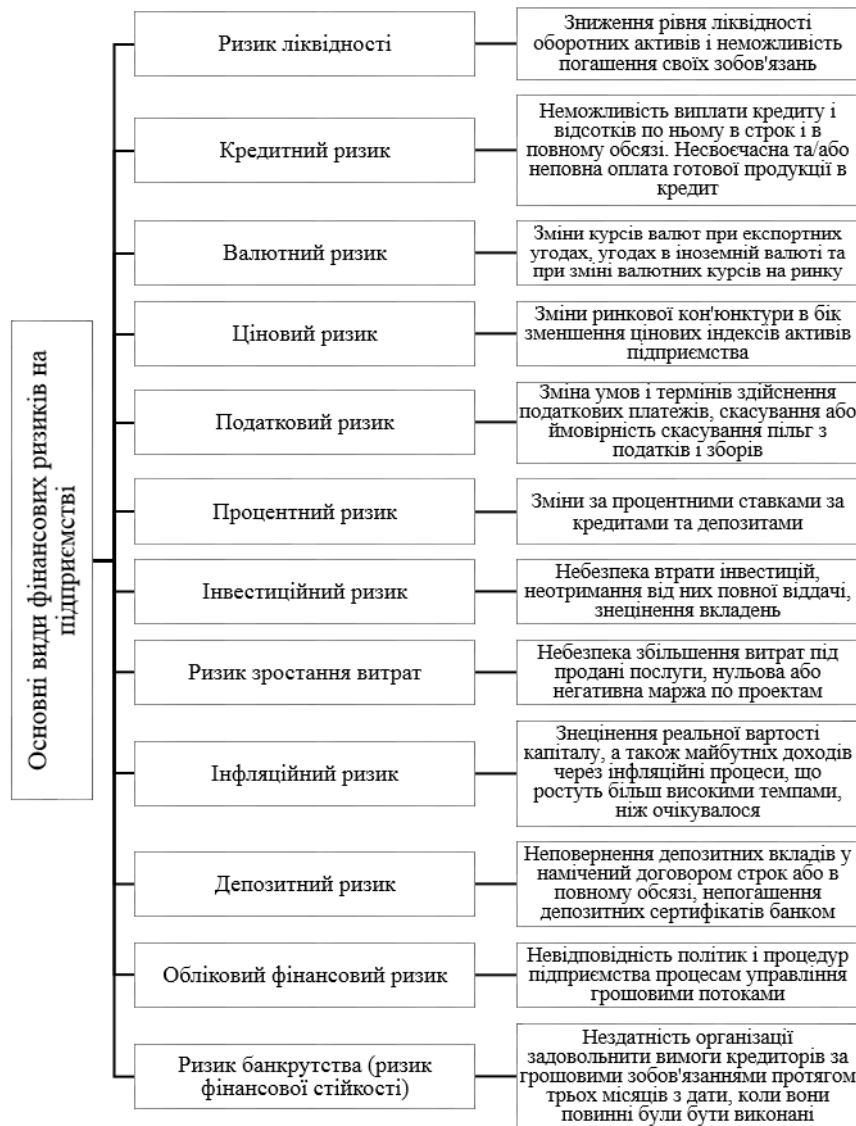 Основні види фінансових ризиків на
підприємстві
Ризик ліквідності
Зниження рівня ліквідності
оборотних активів і неможливість
погашення своїх зобов'язань
Кредитний ризик
Неможливість виплати кредиту і
відсотків по ньому в строк і в
повному обсязі. Несвоєчасна та/або
неповна оплата готової продукції в
кредит
Валютний ризик
Зміни курсів валют при експортних
угодах, угодах в іноземній валюті та
при зміні валютних курсів на ринку
Ціновий ризик
Зміни ринкової кон'юнктури в бік
зменшення цінових індексів активів
підприємства
Податковий ризик
Зміна умов і термінів здійснення
податкових платежів, скасування або
ймовірність скасування пільг з
податків і зборів
Процентний ризик
Зміни за процентними ставками за
кредитами та депозитами
Інвестиційний ризик
Небезпека втрати інвестицій,
неотримання від них повної віддачі,
знецінення вкладень
Ризик зростання витрат
Небезпека збільшення витрат під
продані послуги, нульова або
негативна маржа по проектам
Інфляційний ризик
Знецінення реальної вартості
капіталу, а також майбутніх доходів
через інфляційні процеси, що
ростуть більш високими темпами,
ніж очікувалося
Депозитний ризик
Неповернення депозитних вкладів у
намічений договором строк або в
повному обсязі, непогашення
депозитних сертифікатів банком
Обліковий фінансовий ризик
Невідповідність політик і процедур
підприємства процесам управління
грошовими потоками
Ризик банкрутства (ризик
фінансової стійкості)
Нездатність організації
задовольнити вимоги кредиторів за
грошовими зобов'язаннями протягом
трьох місяців з дати, коли вони
повинні були бути виконані